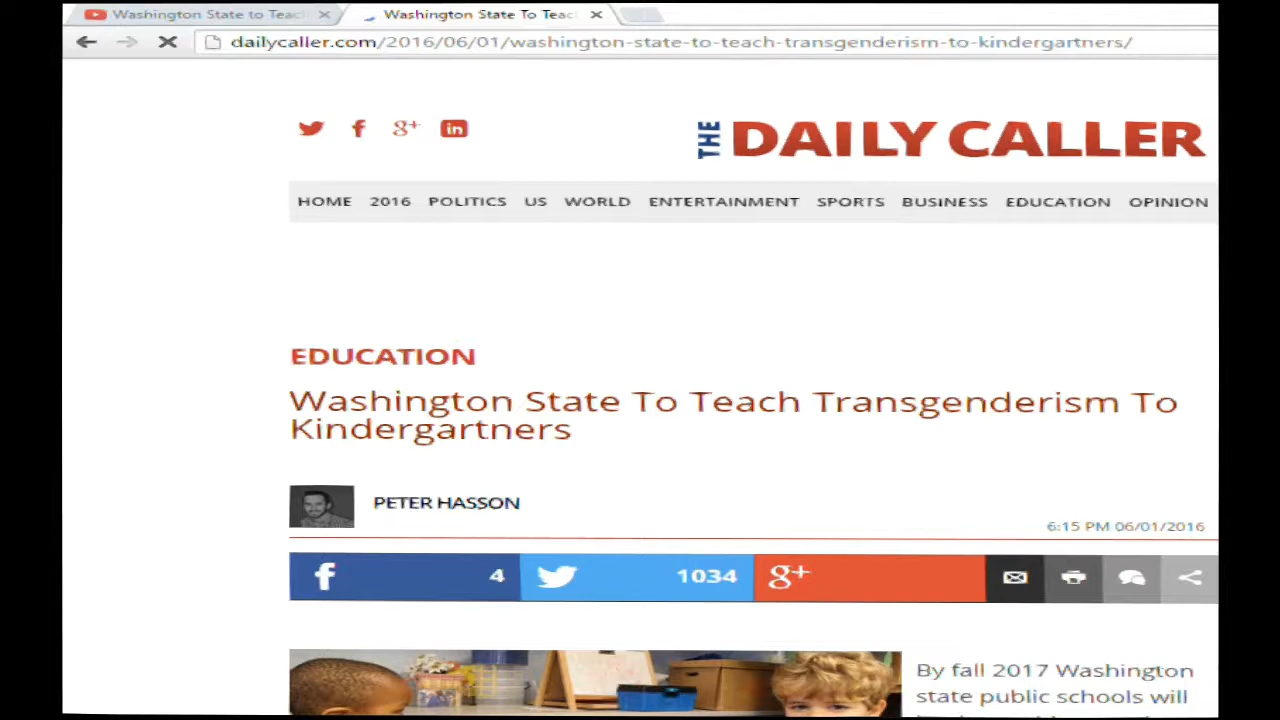 Washington State to Teac
Washington State To Teac
dailycaller.com/2016/06/01/washington-state-to-teach-transgenderism-to-kindergartners/
THE DAILY CALLER
HOME 2016 POLITICS US WORLD ENTERTAINMENT SPORTS BUSINESS EDUCATION OPINION
EDUCATION
Washington State To Teach Transgenderism To
Kindergartners
PETER HASSON
6:15 PM 06/01/2016
4
1034
By fall 2017 Washington
state public schools will